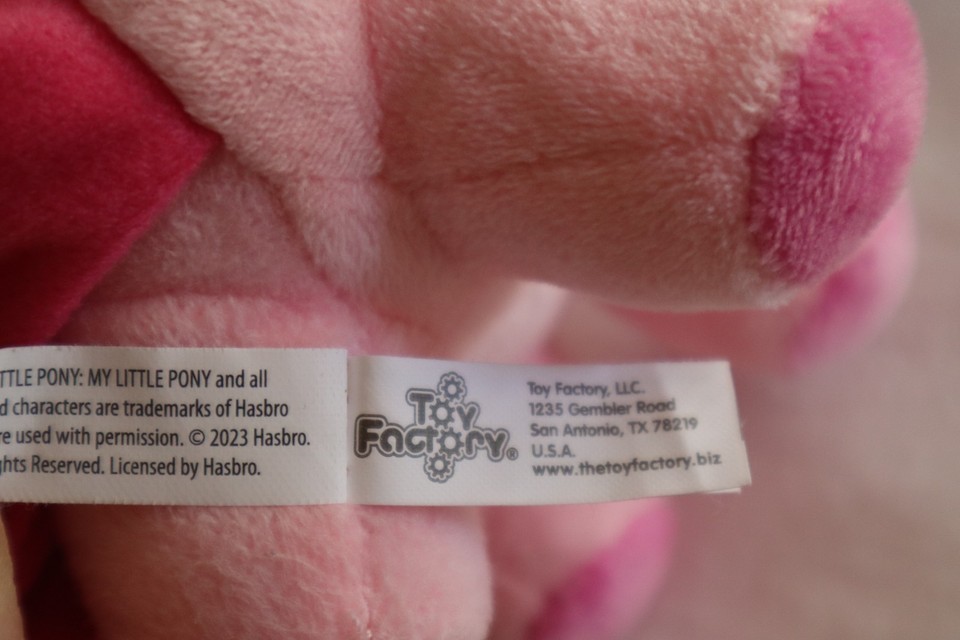 TTLE PONY: MY LITTLE PONY and all
d characters are trademarks of Hasbro
re used with permission. © 2023 Hasbro.
ghts Reserved. Licensed by Hasbro.
Toy
Factory®
Toy Factory, LLC.
1235 Gembler Road
San Antonio, TX 78219
U.S.A.
www.thetoyfactory.biz